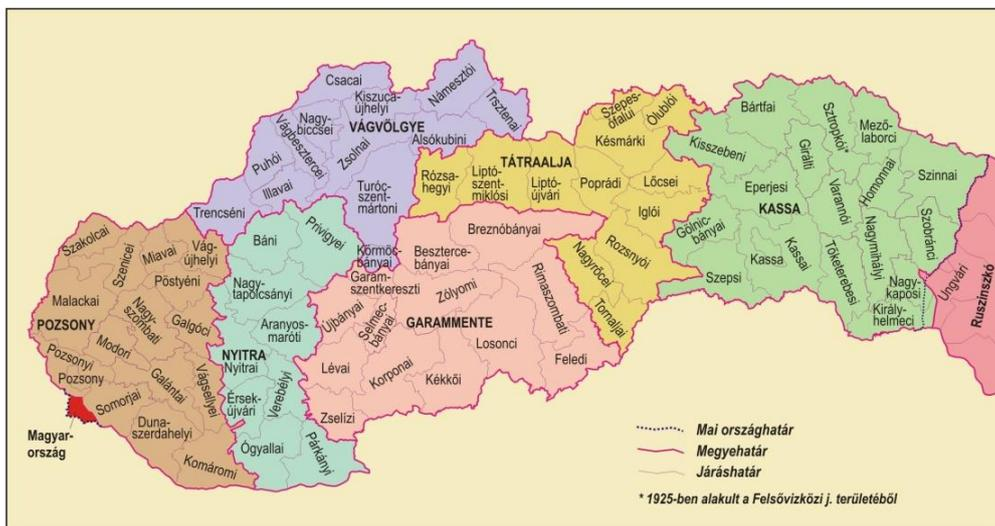 Csacai
Kiszuca-
újhelyi
Námesztói
Trsztenai
Nagy-
biccsei
Vágbesztercei
VÁGVÖLGYE
Zsolnai
Alsókubini
Puhói
Illavai
Turóc-
szent-
mártoni
Trencséni
Körmöc-
bányai
Szepes-
ófalui
Ólublói
Késmárki
TÁTRAALJA
Rózsa-
hegyi
Liptó-
szent-
miklósi
Liptó-
újvári
Poprádi
Lőcsei
Iglói
Rozsnyói
Nagyrőcei
Tornaljai
Bártfai
Sztropkói*
Mező-
laborci
Kisszebeni
Girálti
Homonnai
Szinnai
Eperjesi
Varannói
KASSA
Gölnic-
bányai
Kassa
Kassai
Tőketerebesi
Nagymihályi
Szobránci
Szepsi
Nagy-
kaposi
Király-
helmeci
Ungvári
Ruszinszkó
Szakolcai
Szenicei
Miavai
Vág-
újhelyi
Pöstyéni
Malackai
Nagy-
szombati
Galgóci
POZSONY
Modori
Pozsonyi
Pozsony
Galántai
Vágsellyei
Somorjai
Duna-
szerdahelyi
Komáromi
Magyar-
ország
Báni
Privigyei
Nagy-
tapolcsányi
Aranyos-
maróti
NYITRA
Nyitrai
Verebélyi
Érsek-
újvári
Ógyallai
Párkányi
Breznóbányai
Beszterce-
bányai
Garam-
szentkereszti
Zólyomi
Rimaszombati
Újbányai
Selmec-
bányai
GARAMMENTE
Losonci
Feledi
Lévai
Korponai
Kékkői
Zselízi
Mai országhatár
Megyehatár
Járáshatár
* 1925-ben alakult a Felsővizközi j. területéből